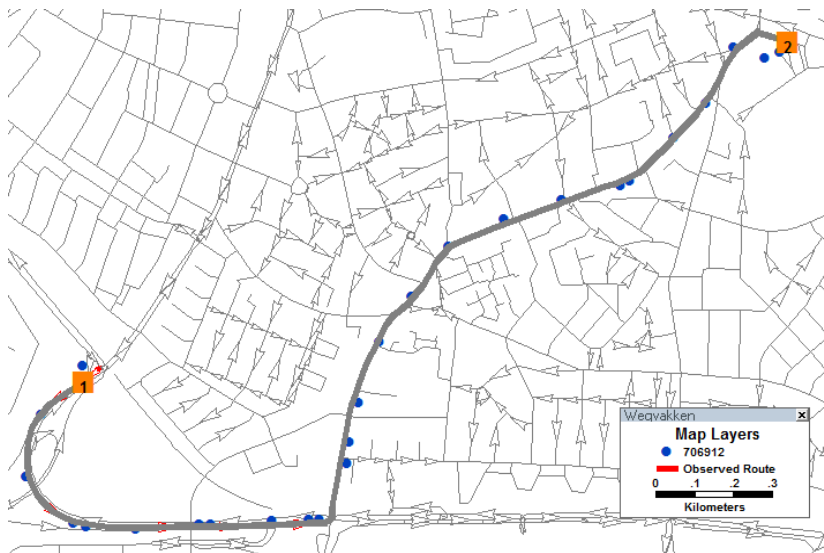 2
1
Wegvakken
Map Layers
706912
Observed Route
0 .1 .2 .3
Kilometers